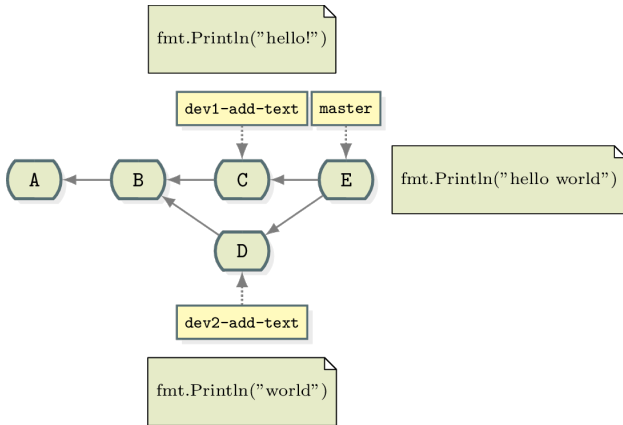 fmt.Println("hello!")
dev1-add-text master
A B C E
fmt.Println("hello world")
D
dev2-add-text
fmt.Println("world")